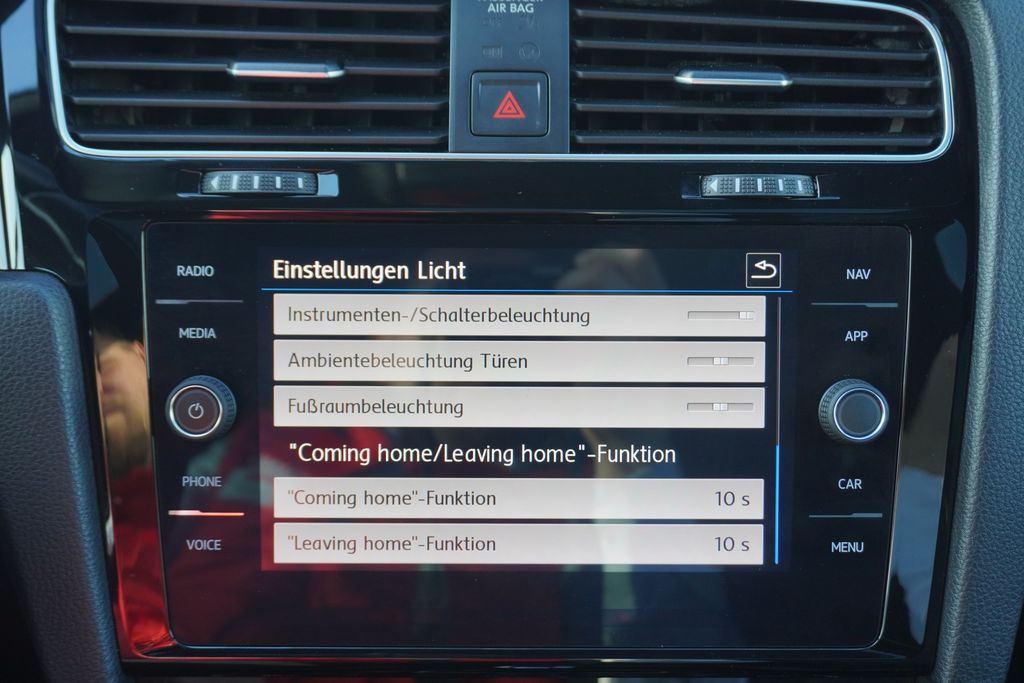 PASSENGER
AIR BAG
RADIO
MEDIA
PHONE
VOICE
Einstellungen Licht
Instrumenten-/Schalterbeleuchtung
Ambientebeleuchtung Türen
Fußraumbeleuchtung
"Coming home/Leaving home"-Funktion
"Coming home"-Funktion 10 s
"Leaving home"-Funktion 10 s
NAV
APP
CAR
MENU